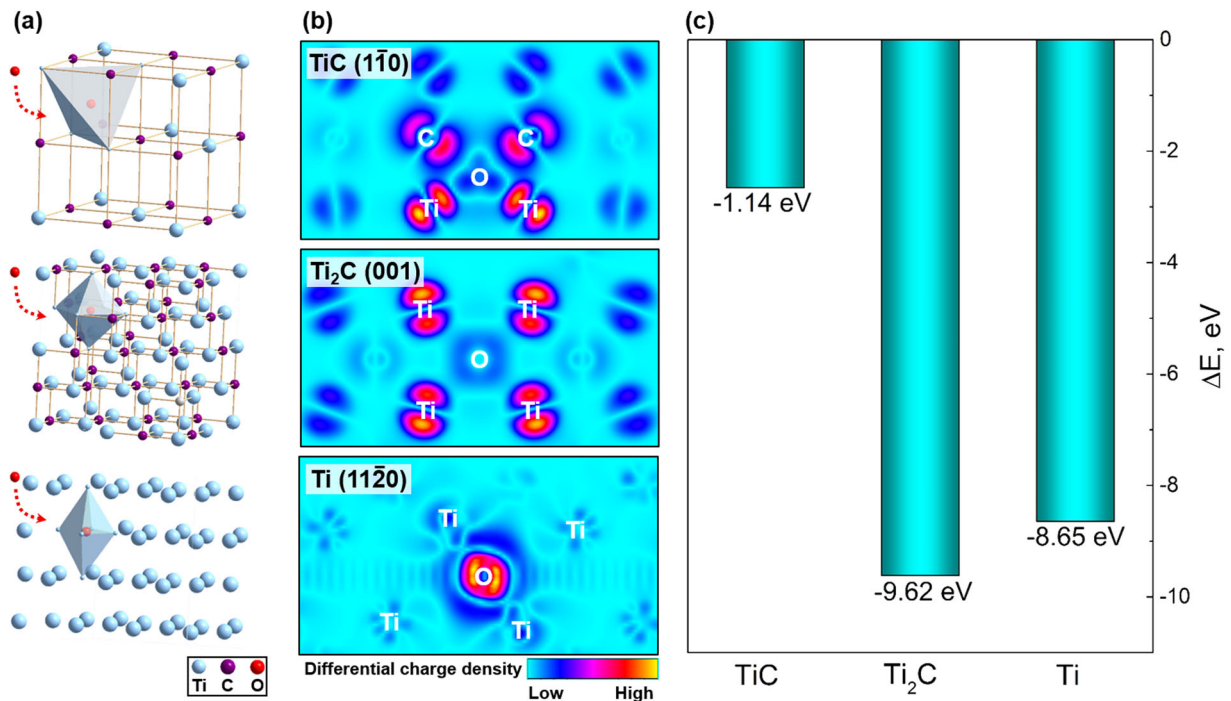 (a)
Ti C O
(b)
TiC (11̅0)
C C
O
Ti Ti
Ti₂C (001)
Ti Ti
O
Ti Ti
Ti (112̅0)
Ti Ti
O
Ti Ti
Differential charge density
Low High
(c)
0
-2
-4
-6
-8
-10
ΔE, eV
-1.14 eV
-9.62 eV
-8.65 eV
TiC Ti₂C Ti